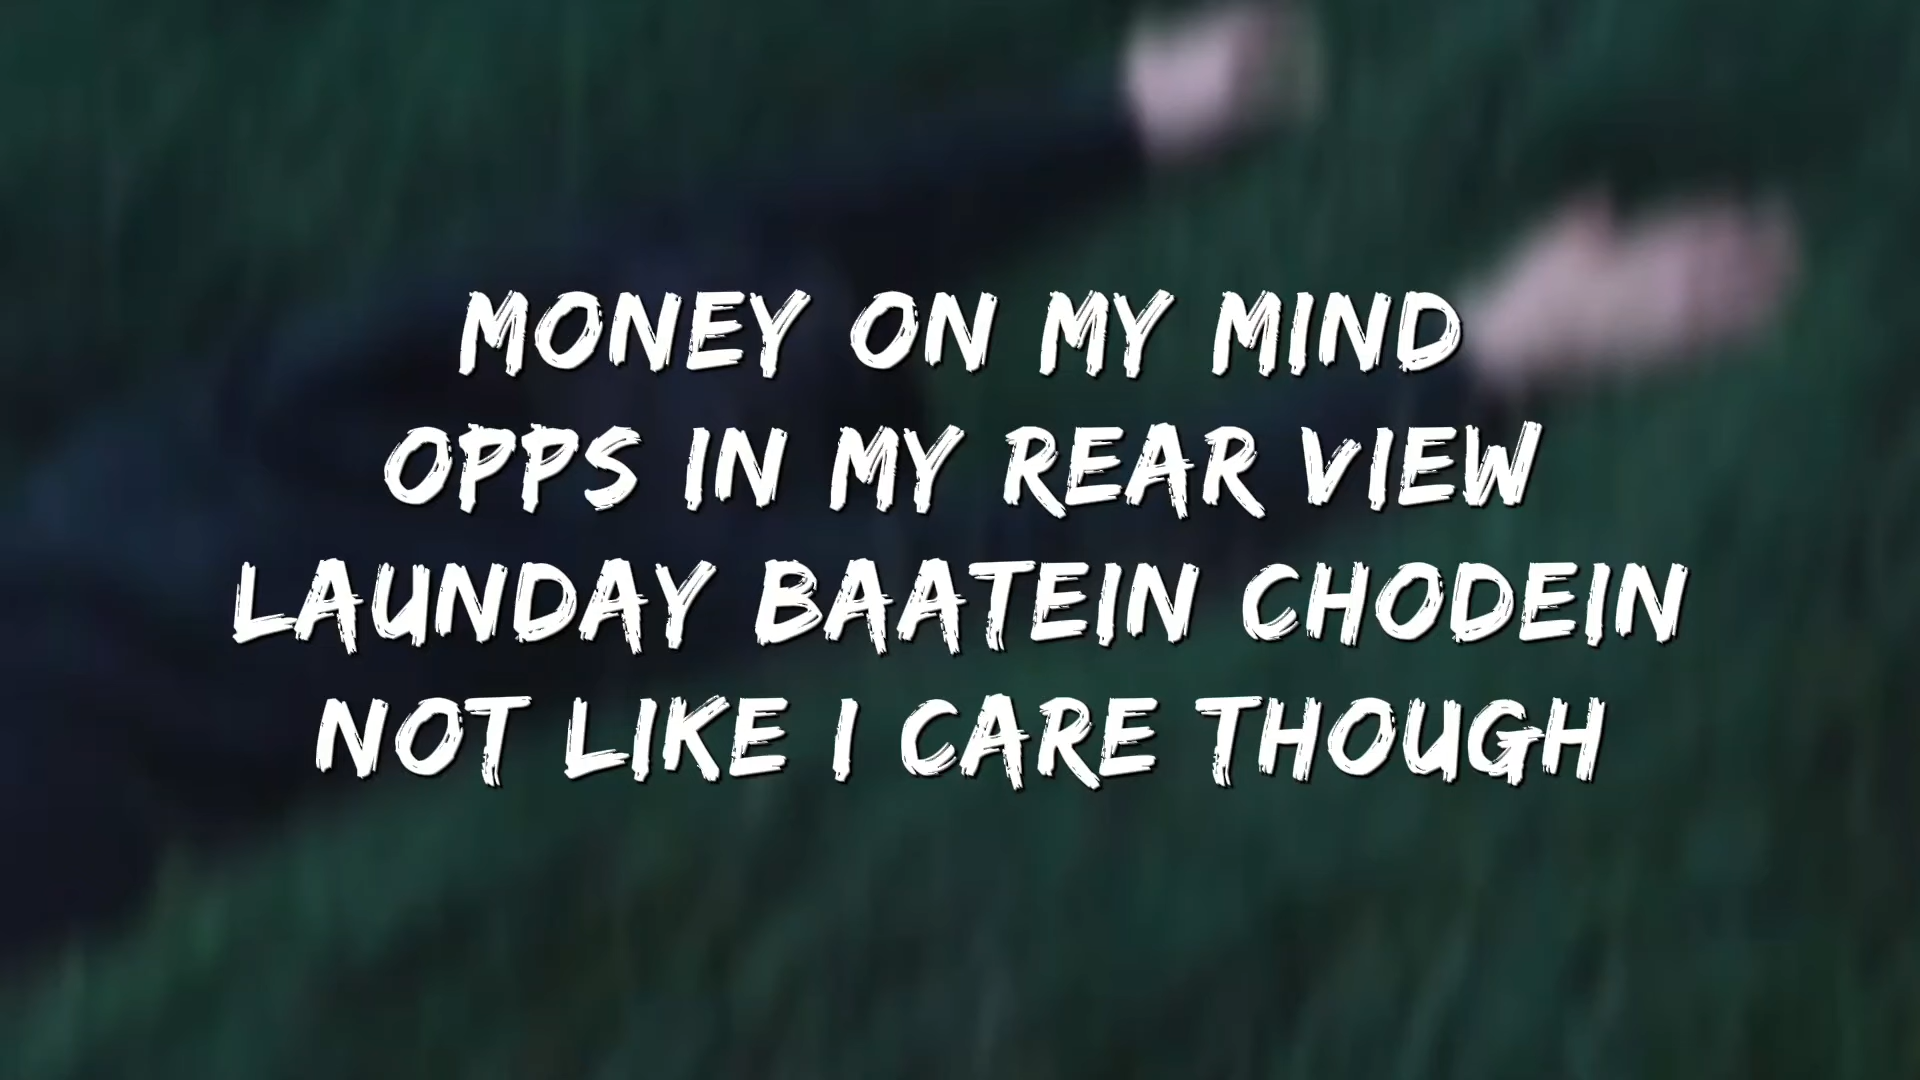 MONEY ON MY MIND
OPPS IN MY REAR VIEW
LAUNDAY BAATEIN CHODEIN
NOT LIKE I CARE THOUGH